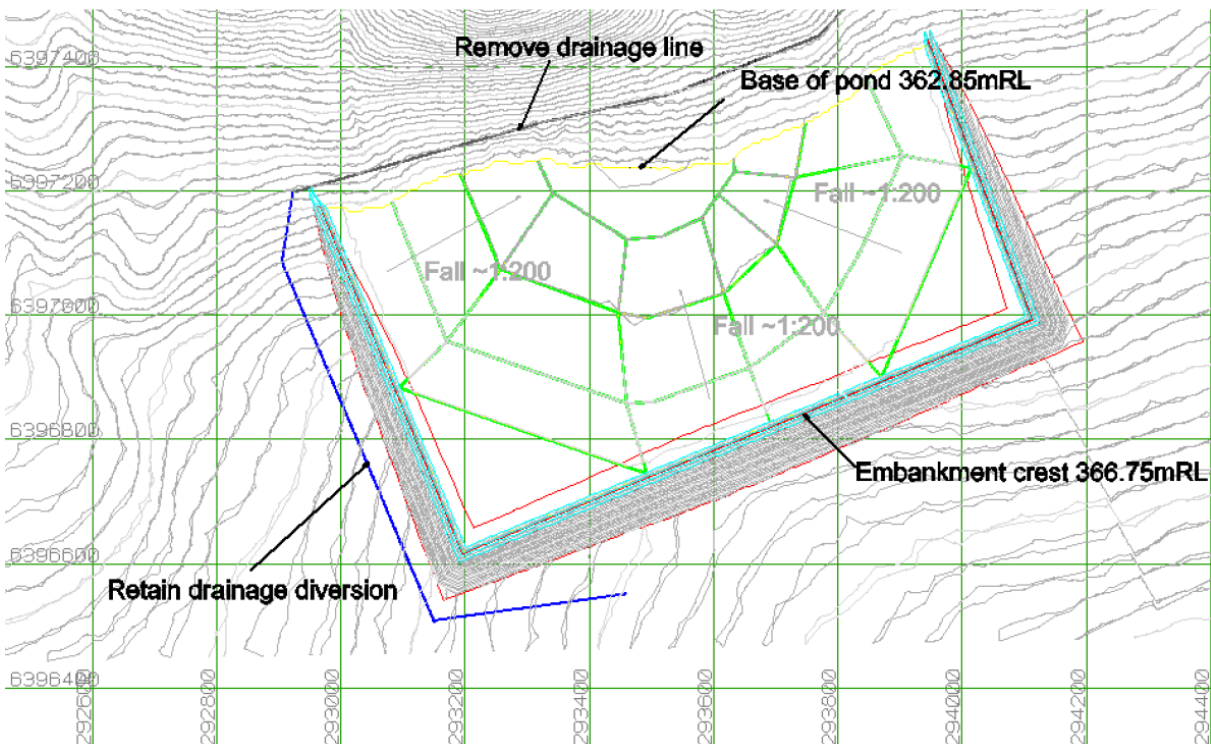 Remove drainage line
6397400
Base of pond 362.85mRL
6397200
Fall ~1:200
Fall ~1:200
6397000
Fall ~1:200
6396800
Embankment crest 366.75mRL
6396600
Retain drainage diversion
6396400
292600
292800
293000
293200
293400
293600
293800
294000
294200
294400